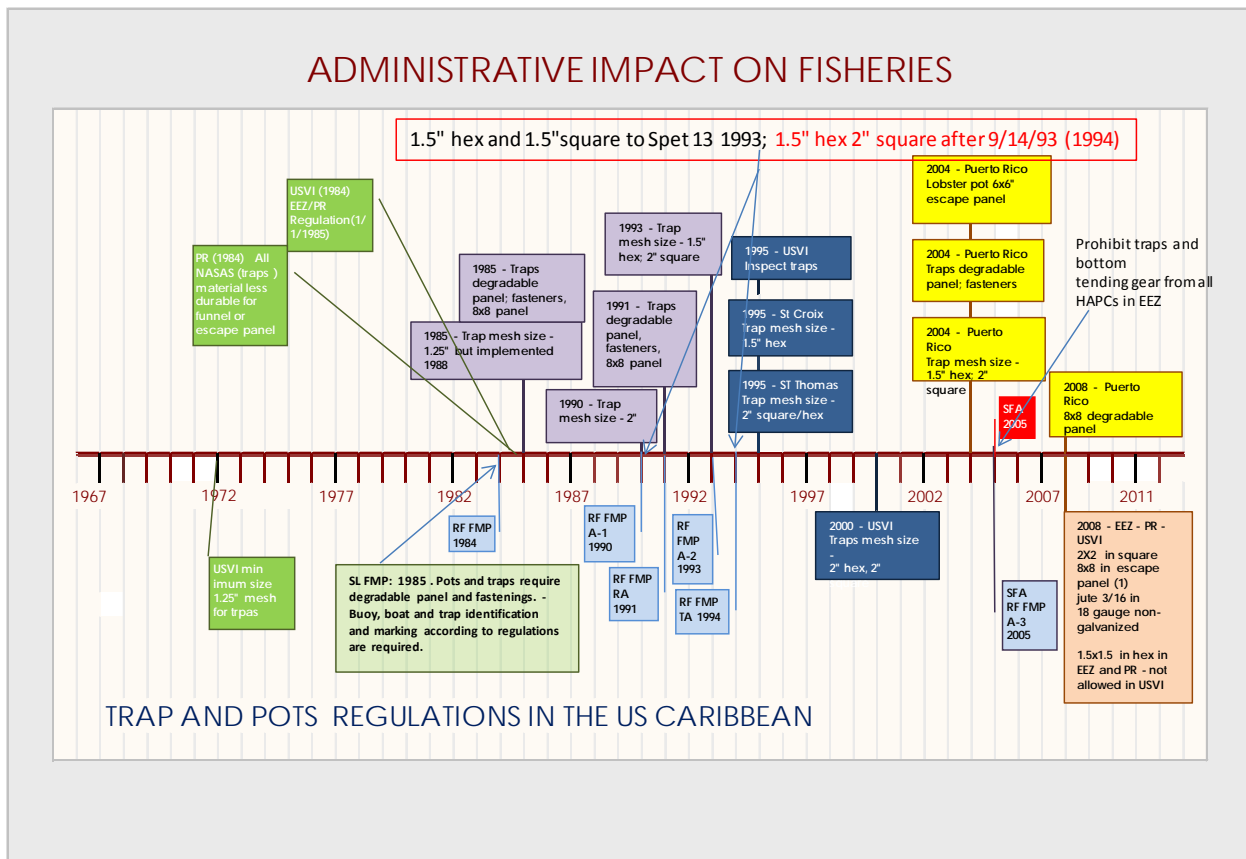 ADMINISTRATIVE IMPACT ON FISHERIES
1.5" hex and 1.5"square to Spet 13 1993; 1.5" hex 2" square after 9/14/93 (1994)
USVI (1984)
EEZ/PR
Regulation(1/
1/1985)
PR (1984) All
NASAS (traps )
material less
durable for
funnel or
escape panel
1985 - Traps
degradable
panel; fasteners,
8x8 panel
1985 - Trap mesh size -
1.25" but implemented
1988
1993 - Trap
mesh size - 1.5"
hex; 2" square
1991 - Traps
degradable
panel,
fasteners,
8x8 panel
1990 - Trap
mesh size - 2"
1995 - USVI
Inspect traps
1995 - St Croix
Trap mesh size -
1.5" hex
1995 - ST Thomas
Trap mesh size -
2" square/hex
2004 - Puerto Rico
Lobster pot 6x6"
escape panel
2004 - Puerto Rico
Traps degradable
panel; fasteners
2004 - Puerto
Rico
Trap mesh size -
1.5" hex; 2"
square
Prohibit traps and
bottom
tending gear from all
HAPCs in EEZ
SFA
2005
2008 - Puerto
Rico
8x8 degradable
panel
1967 1972 1977 1982 1987 1992 1997 2002 2007 2011
USVI min
imum size
1.25" mesh
for trpas
RF FMP
1984
SL FMP: 1985 . Pots and traps require
degradable panel and fastenings. -
Buoy, boat and trap identification
and marking according to regulations
are required.
RF FMP
A-1
1990
RF FMP
RA
1991
RF
FMP
A-2
1993
RF FMP
TA 1994
2000 - USVI
Traps mesh size
-
2" hex, 2"
SFA
RF FMP
A-3
2005
2008 - EEZ - PR -
USVI
2X2 in square
8x8 in escape
panel (1)
jute 3/16 in
18 gauge non-
galvanized
1.5x1.5 in hex in
EEZ and PR - not
allowed in USVI
TRAP AND POTS REGULATIONS IN THE US CARIBBEAN